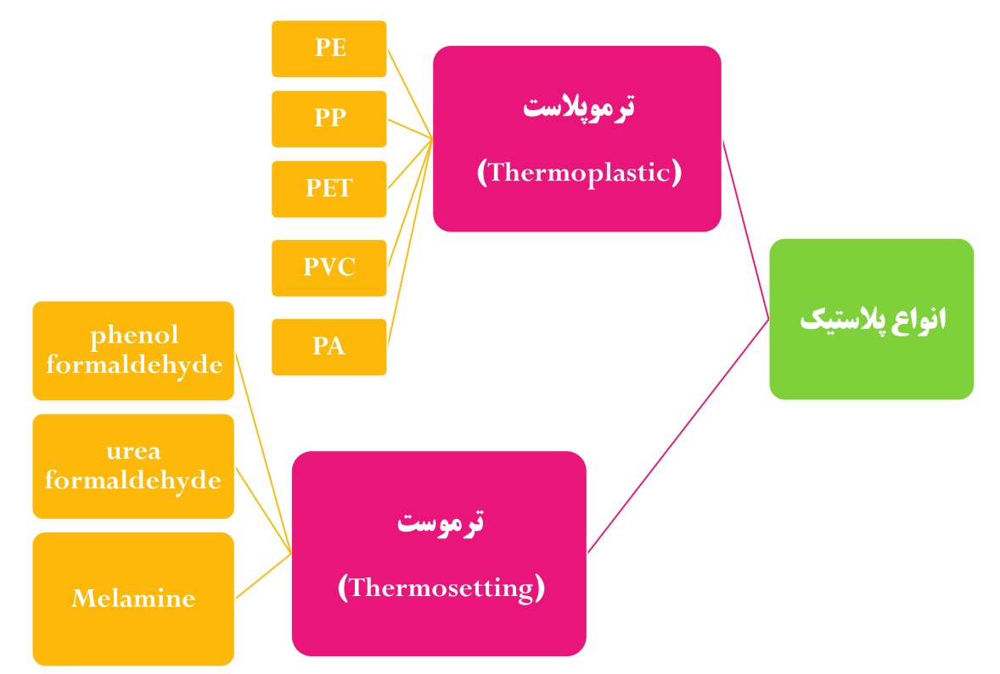 انواع پلاستیک
ترموپلاست
(Thermoplastic)
PE
PP
PET
PVC
PA
ترموست
(Thermosetting)
phenol
formaldehyde
urea
formaldehyde
Melamine